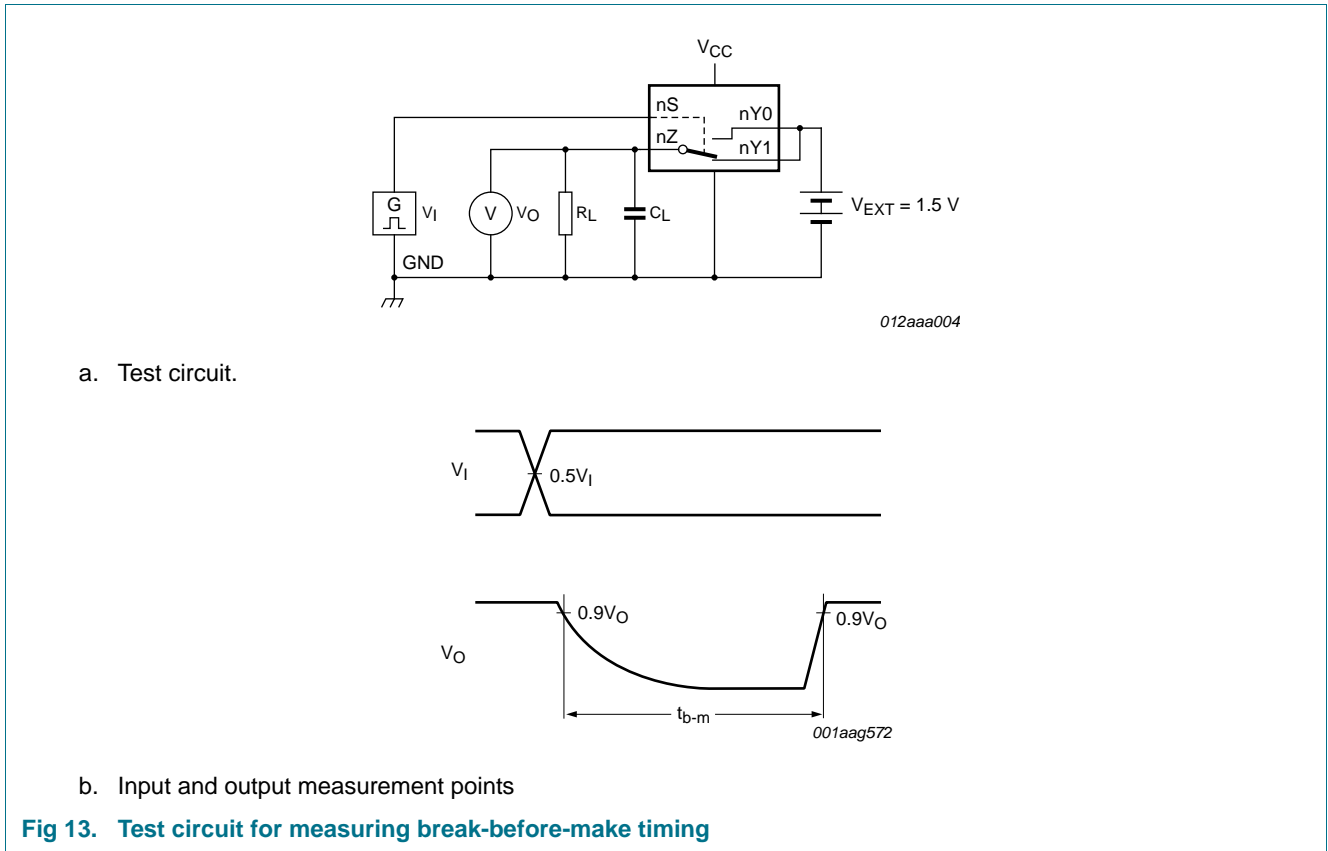 VCC
nS
nY0
nZ
nY1
G
VI
V
VO
RL
CL
VEXT = 1.5 V
GND
012aaa004
a. Test circuit.
VI
0.5VI
0.9VO
0.9VO
VO
tb-m
001aag572
b. Input and output measurement points
Fig 13. Test circuit for measuring break-before-make timing